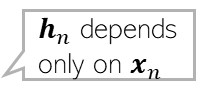 hₙ depends
only on xₙ